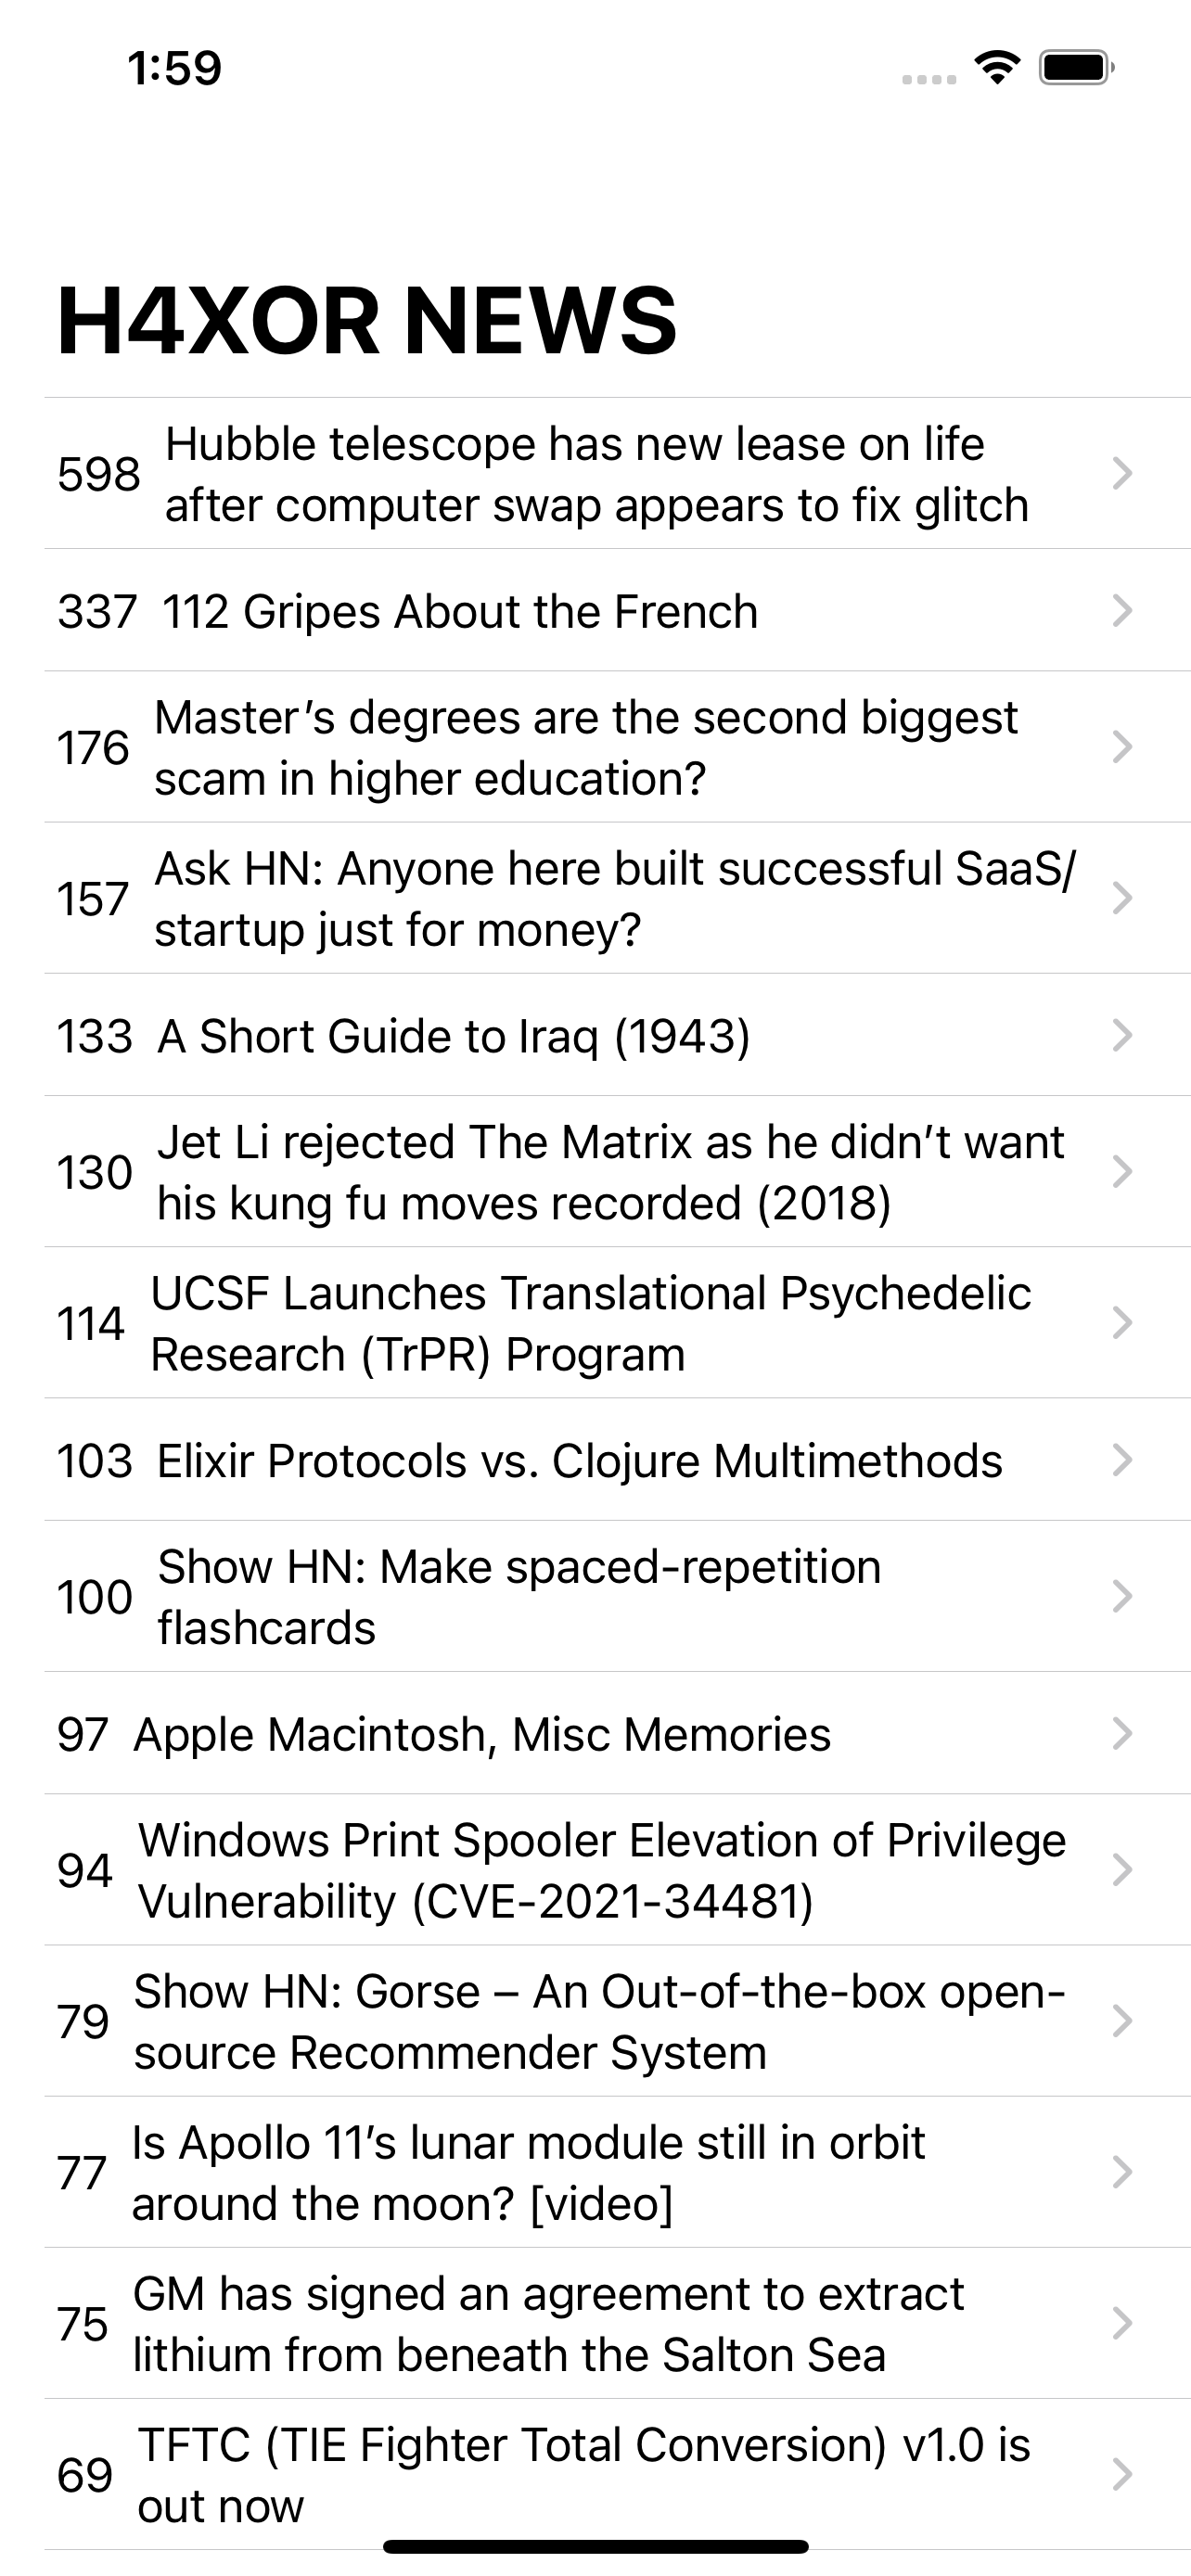 1:59
H4XOR NEWS
598
Hubble telescope has new lease on life
after computer swap appears to fix glitch
337 112 Gripes About the French
176
Master’s degrees are the second biggest
scam in higher education?
157
Ask HN: Anyone here built successful SaaS/
startup just for money?
133 A Short Guide to Iraq (1943)
130
Jet Li rejected The Matrix as he didn’t want
his kung fu moves recorded (2018)
114
UCSF Launches Translational Psychedelic
Research (TrPR) Program
103 Elixir Protocols vs. Clojure Multimethods
100
Show HN: Make spaced-repetition
flashcards
97 Apple Macintosh, Misc Memories
94
Windows Print Spooler Elevation of Privilege
Vulnerability (CVE-2021-34481)
79
Show HN: Gorse – An Out-of-the-box open-
source Recommender System
77
Is Apollo 11’s lunar module still in orbit
around the moon? [video]
75
GM has signed an agreement to extract
lithium from beneath the Salton Sea
69
TFTC (TIE Fighter Total Conversion) v1.0 is
out now